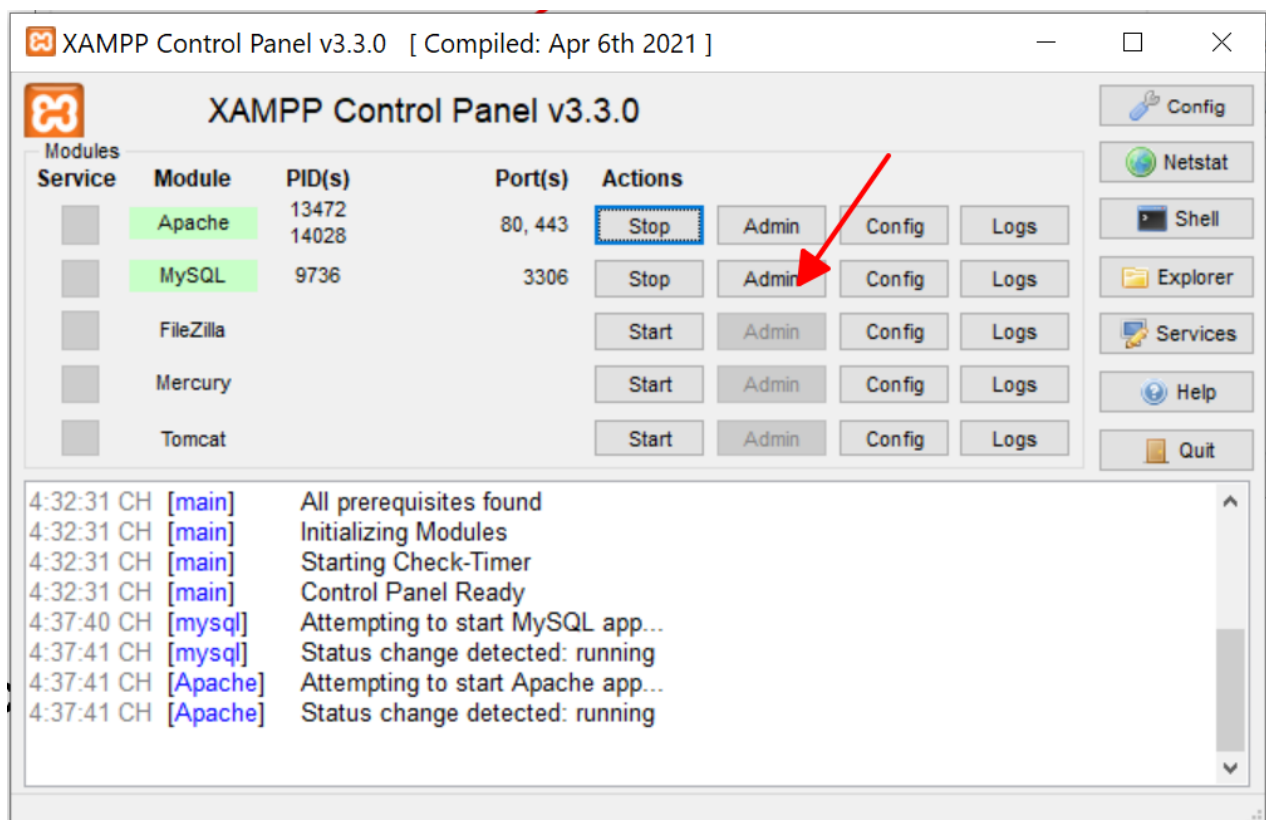 XAMPP Control Panel v3.3.0 [ Compiled: Apr 6th 2021 ]
XAMPP Control Panel v3.3.0
Config
Modules
Service Module PID(s) Port(s) Actions
Netstat
Apache 13472 14028 80, 443 Stop Admin Config Logs
Shell
MySQL 9736 3306 Stop Admin Config Logs
Explorer
FileZilla Start Admin Config Logs
Services
Mercury Start Admin Config Logs
Help
Tomcat Start Admin Config Logs
Quit
4:32:31 CH [main] All prerequisites found
4:32:31 CH [main] Initializing Modules
4:32:31 CH [main] Starting Check-Timer
4:32:31 CH [main] Control Panel Ready
4:37:40 CH [mysql] Attempting to start MySQL app...
4:37:41 CH [mysql] Status change detected: running
4:37:41 CH [Apache] Attempting to start Apache app...
4:37:41 CH [Apache] Status change detected: running